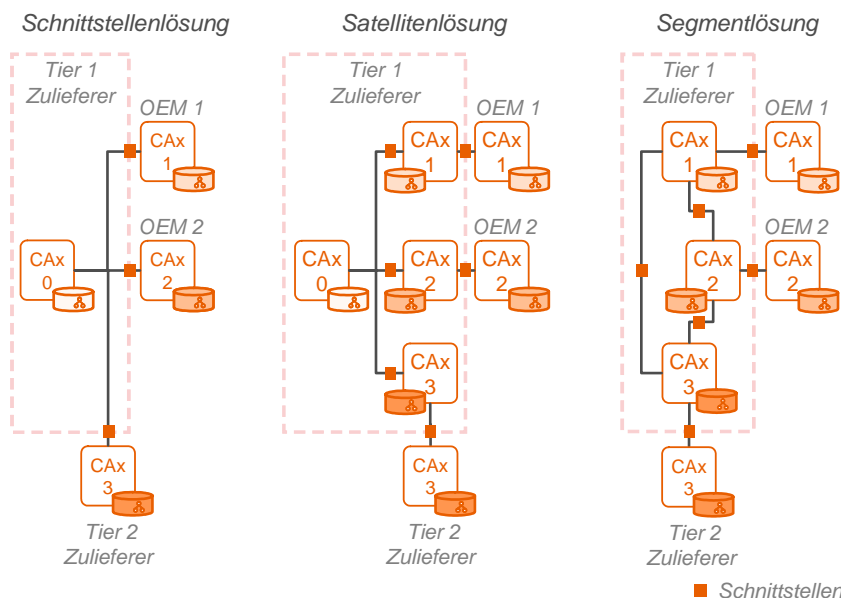 Schnittstellenlösung
Satellitenlösung
Segmentlösung
Tier 1
Zulieferer
OEM 1
CAx
1
OEM 2
CAx
0
CAx
2
CAx
3
Tier 2
Zulieferer
Tier 1
Zulieferer
OEM 1
CAx
1
CAx
1
OEM 2
CAx
0
CAx
2
CAx
2
CAx
3
CAx
3
Tier 2
Zulieferer
Tier 1
Zulieferer
OEM 1
CAx
1
CAx
1
OEM 2
CAx
2
CAx
2
CAx
3
CAx
3
Tier 2
Zulieferer
Schnittstellen